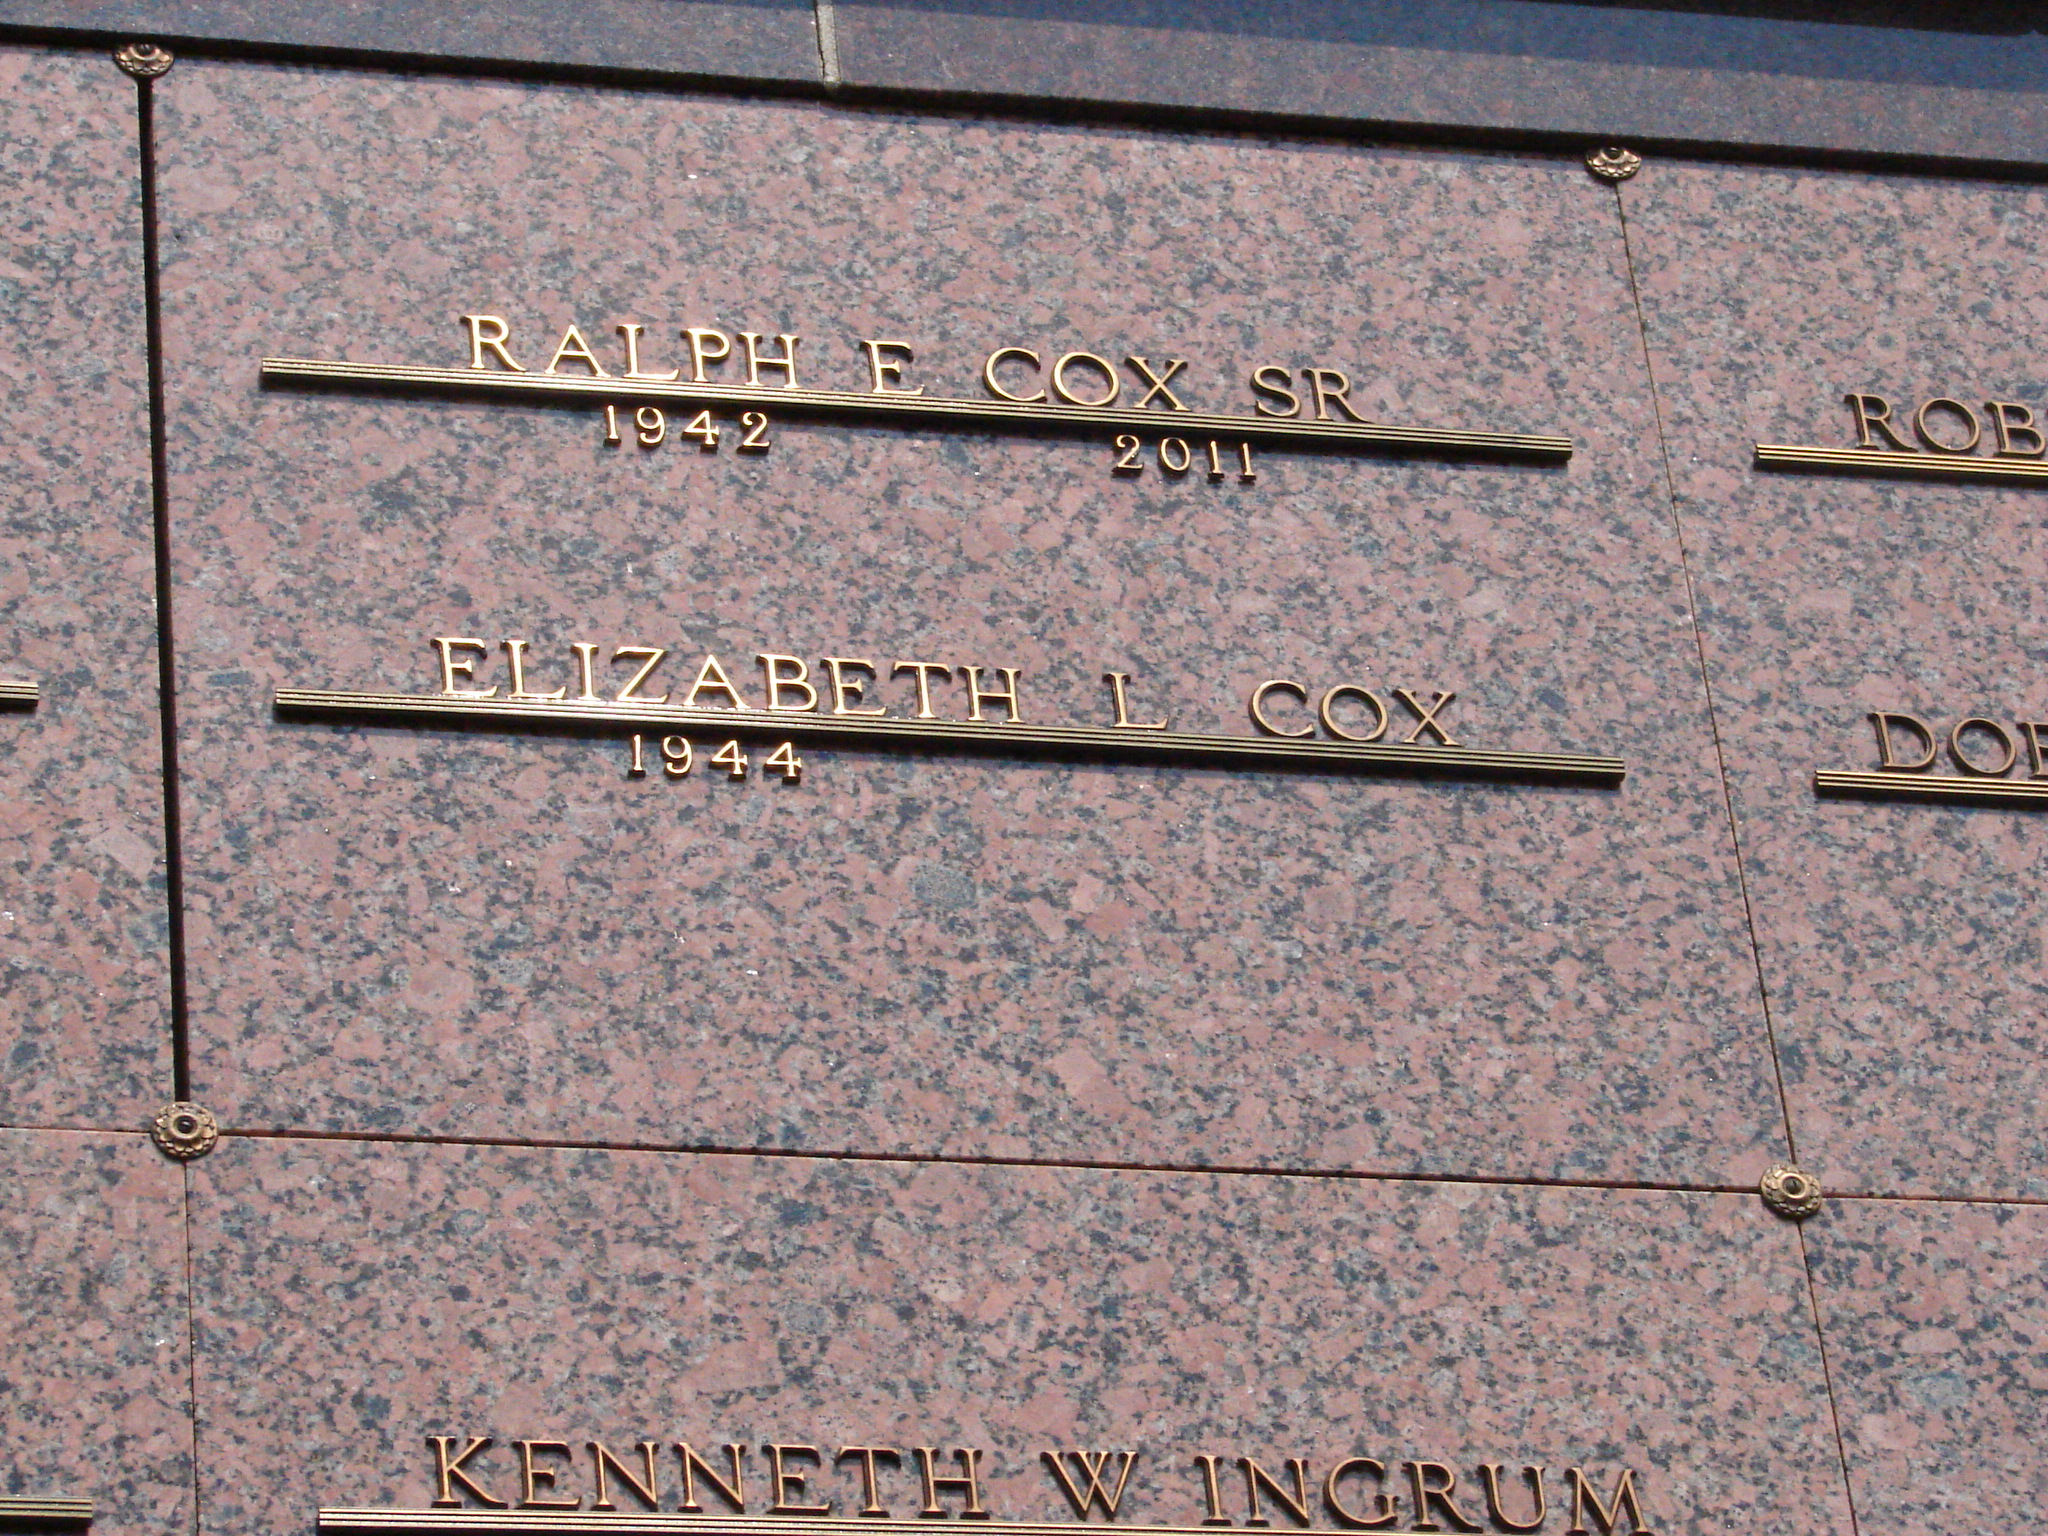 RALPH E COX SR
1942 2011
ELIZABETH L COX
1944
KENNETH W INGRUM